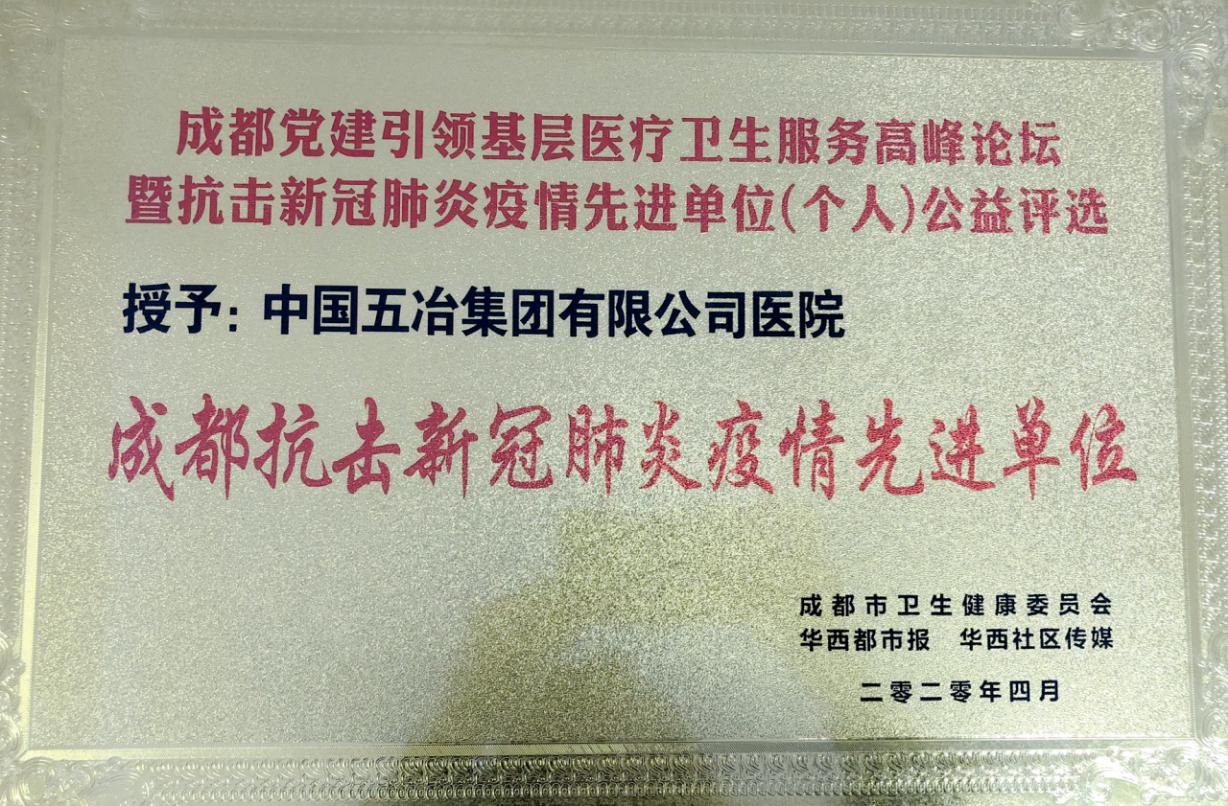 成都党建引领基层医疗卫生服务高峰论坛
暨抗击新冠肺炎疫情先进单位(个人)公益评选
授予: 中国五冶集团有限公司医院
成都抗击新冠肺炎疫情先进单位
成都市卫生健康委员会
华西都市报 华西社区传媒
二零二零年四月